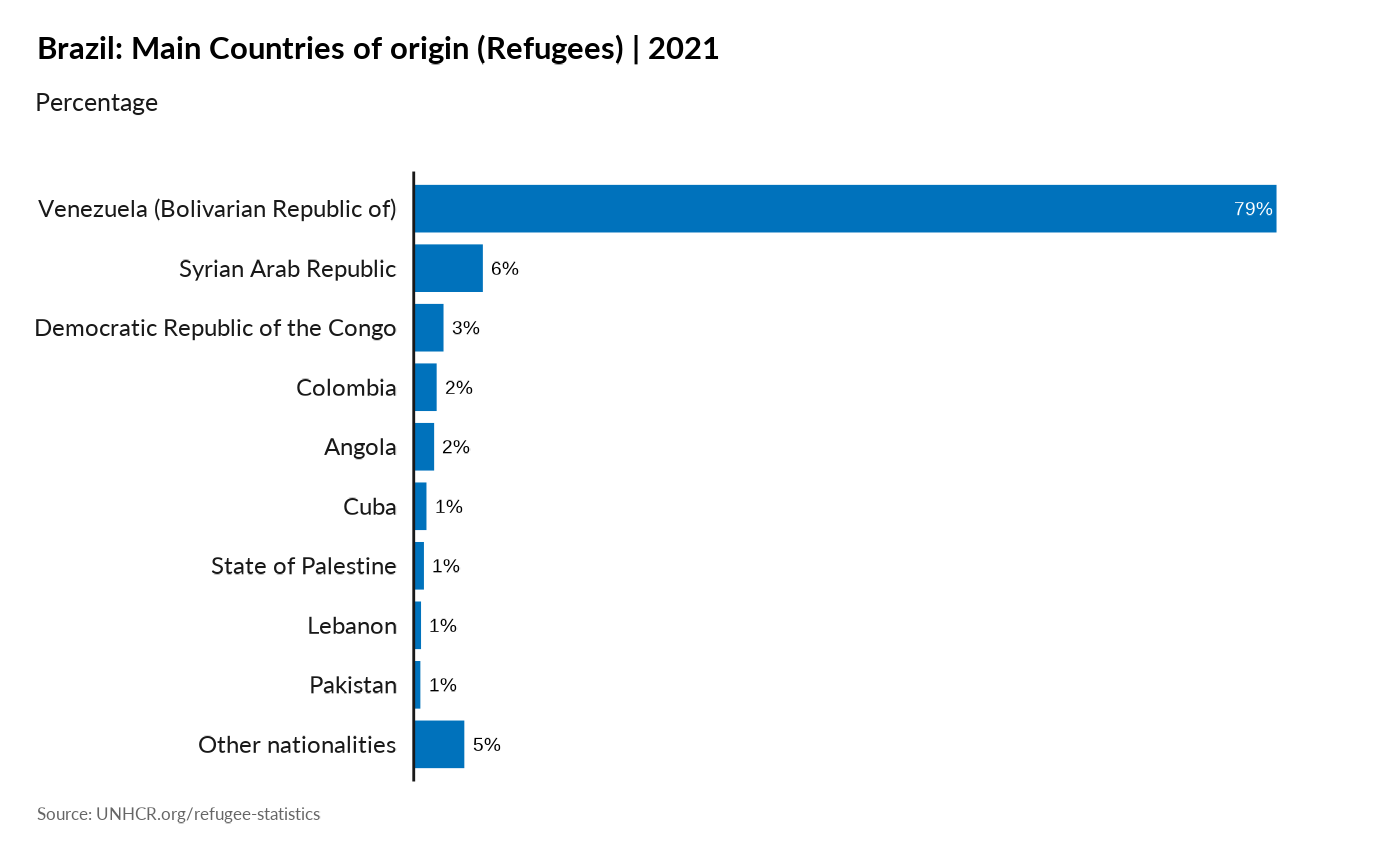 Brazil: Main Countries of origin (Refugees) | 2021
Percentage
Venezuela (Bolivarian Republic of) 79%
Syrian Arab Republic 6%
Democratic Republic of the Congo 3%
Colombia 2%
Angola 2%
Cuba 1%
State of Palestine 1%
Lebanon 1%
Pakistan 1%
Other nationalities 5%
Source: UNHCR.org/refugee-statistics